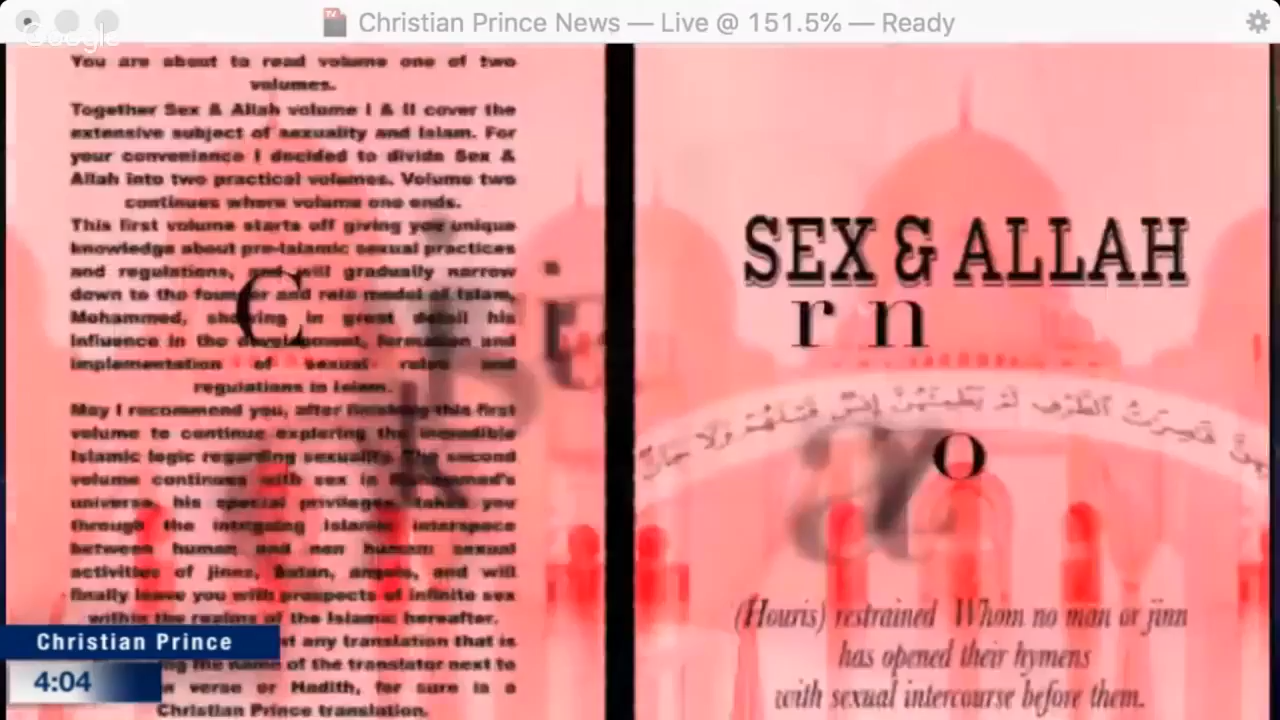 Christian Prince News — Live @ 151.5% — Ready
Google
You are about to read volume one of two
volumes.
Together Sex & Allah volume I & II cover the
extensive subject of sexuality and Islam. For
your convenience I decided to divide Sex &
Allah into two practical volumes. Volume two
continues where volume one ends.
This first volume starts off giving you unique
knowledge about pre-Islamic sexual practices
and regulations, and will gradually narrow
down to the founder and role model of Islam,
Mohammed, showing in great detail his
influence in the development, formation and
implementation of sexual rules and
regulations in Islam.
May I recommend you, after finishing this first
volume to continue exploring the incredible
Islamic logic regarding sexuality. The second
volume continues with sex in Mohammed's
universe, his special privileges, takes you
through the intriguing Islamic interspace
between human and non human sexual
activities of jinns, Satan, angels, and will
finally leave you with prospects of infinite sex
within the realms of the Islamic hereafter.
any translation that is
the name of the translator next to
verse or Hadith, for sure is a
Christian Prince translation.
Christian Prince
4:04
SEX & ALLAH
r n
o
قَصِرَتُ الطَّرْفِ لَمْ يَطْمِثْهُنَّ إِنسٌ قَبْلَهُمْ وَلَا جَانٌّ
(Houris) restrained Whom no man or jinn
has opened their hymens
with sexual intercourse before them.